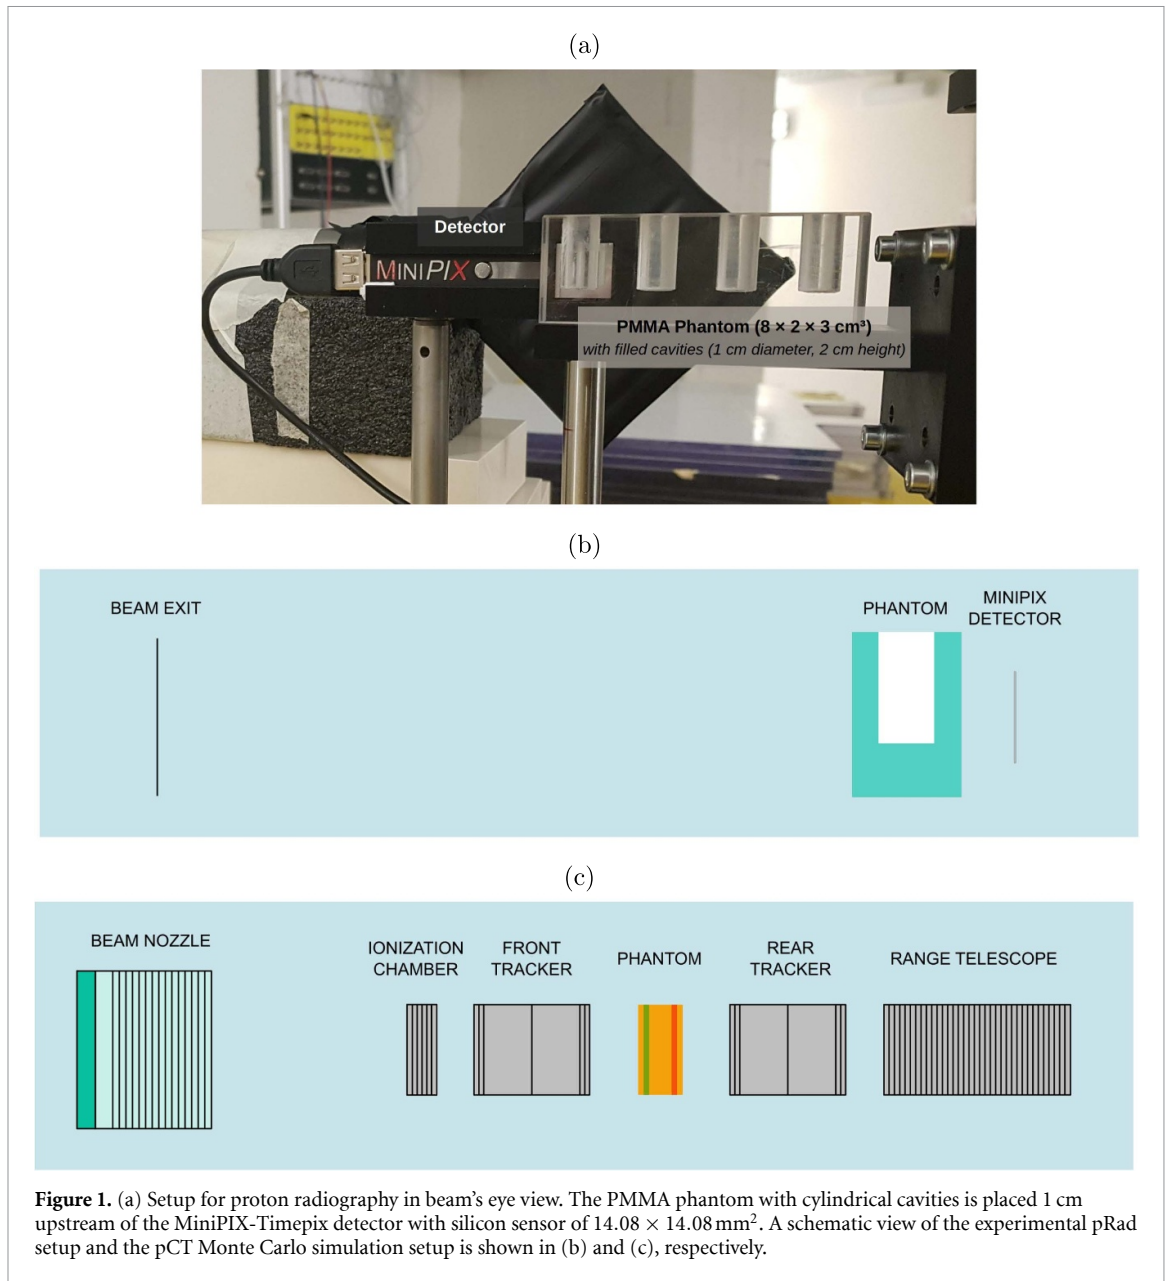 (a)
Detector
MINIPIX
PMMA Phantom (8 × 2 × 3 cm³)
with filled cavities (1 cm diameter, 2 cm height)
(b)
BEAM EXIT
PHANTOM
MINIPIX
DETECTOR
(c)
BEAM NOZZLE
IONIZATION
CHAMBER
FRONT
TRACKER
PHANTOM
REAR
TRACKER
RANGE TELESCOPE
Figure 1. (a) Setup for proton radiography in beam's eye view. The PMMA phantom with cylindrical cavities is placed 1 cm
upstream of the MiniPIX-Timepix detector with silicon sensor of 14.08 × 14.08 mm². A schematic view of the experimental pRad
setup and the pCT Monte Carlo simulation setup is shown in (b) and (c), respectively.